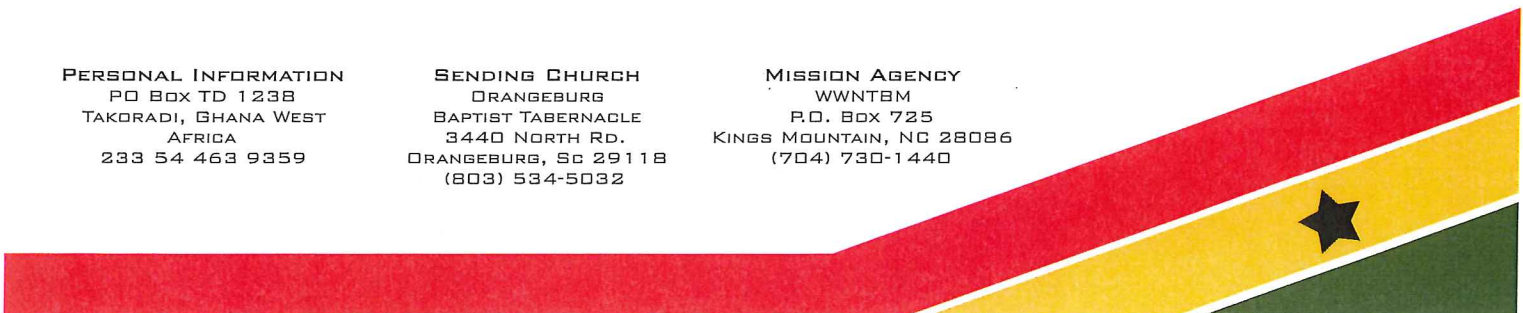 PERSONAL INFORMATION
PO BOX TD 1238
TAKORADI, GHANA WEST
AFRICA
233 54 463 9359
SENDING CHURCH
ORANGEBURG
BAPTIST TABERNACLE
3440 NORTH RD.
ORANGEBURG, SC 29118
(803) 534-5032
MISSION AGENCY
WWNTBM
P.O. BOX 725
KINGS MOUNTAIN, NC 28086
(704) 730-1440